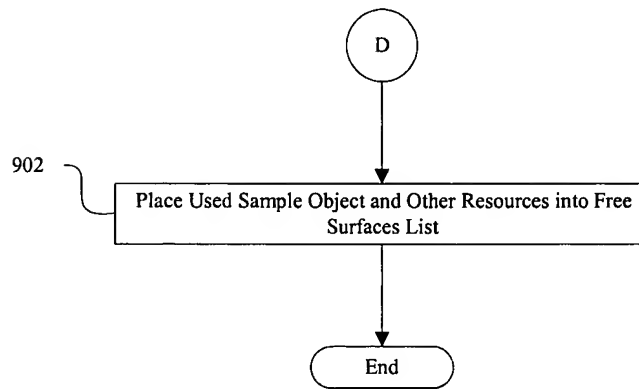 D
902
Place Used Sample Object and Other Resources into Free
Surfaces List
End